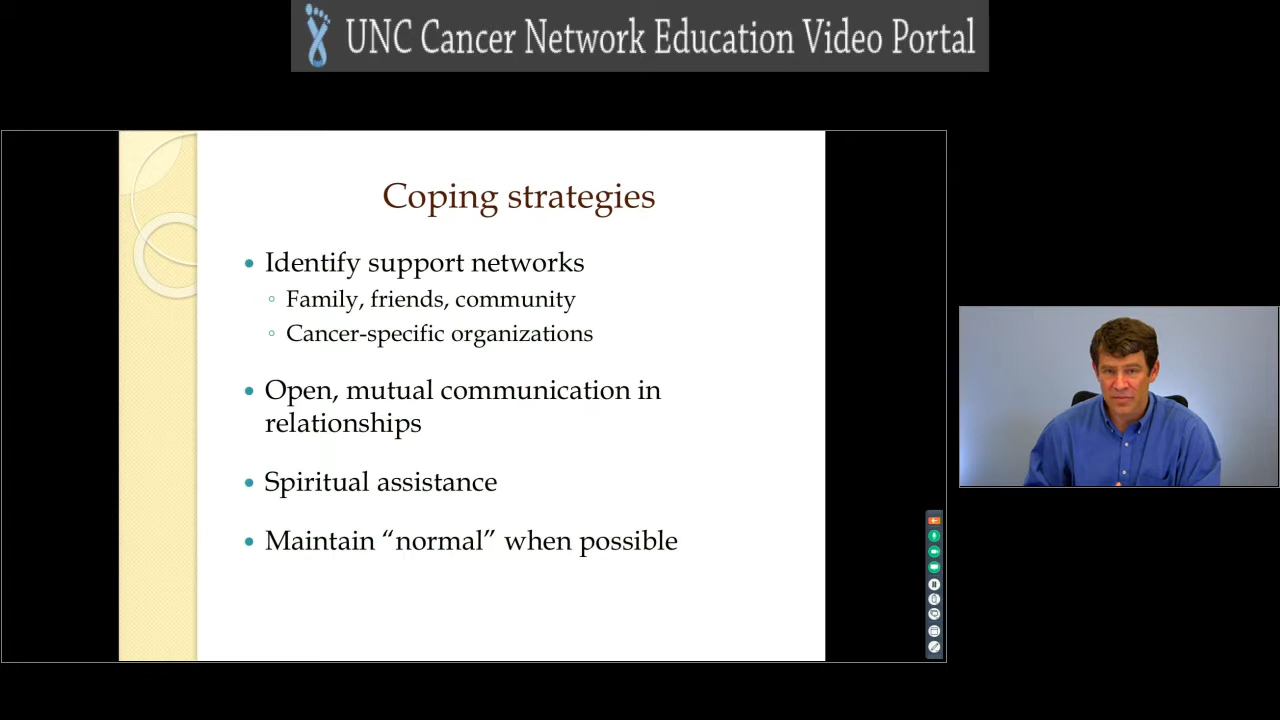 UNC Cancer Network Education Video Portal
Coping strategies
• Identify support networks
◦ Family, friends, community
◦ Cancer-specific organizations
• Open, mutual communication in
relationships
• Spiritual assistance
• Maintain “normal” when possible